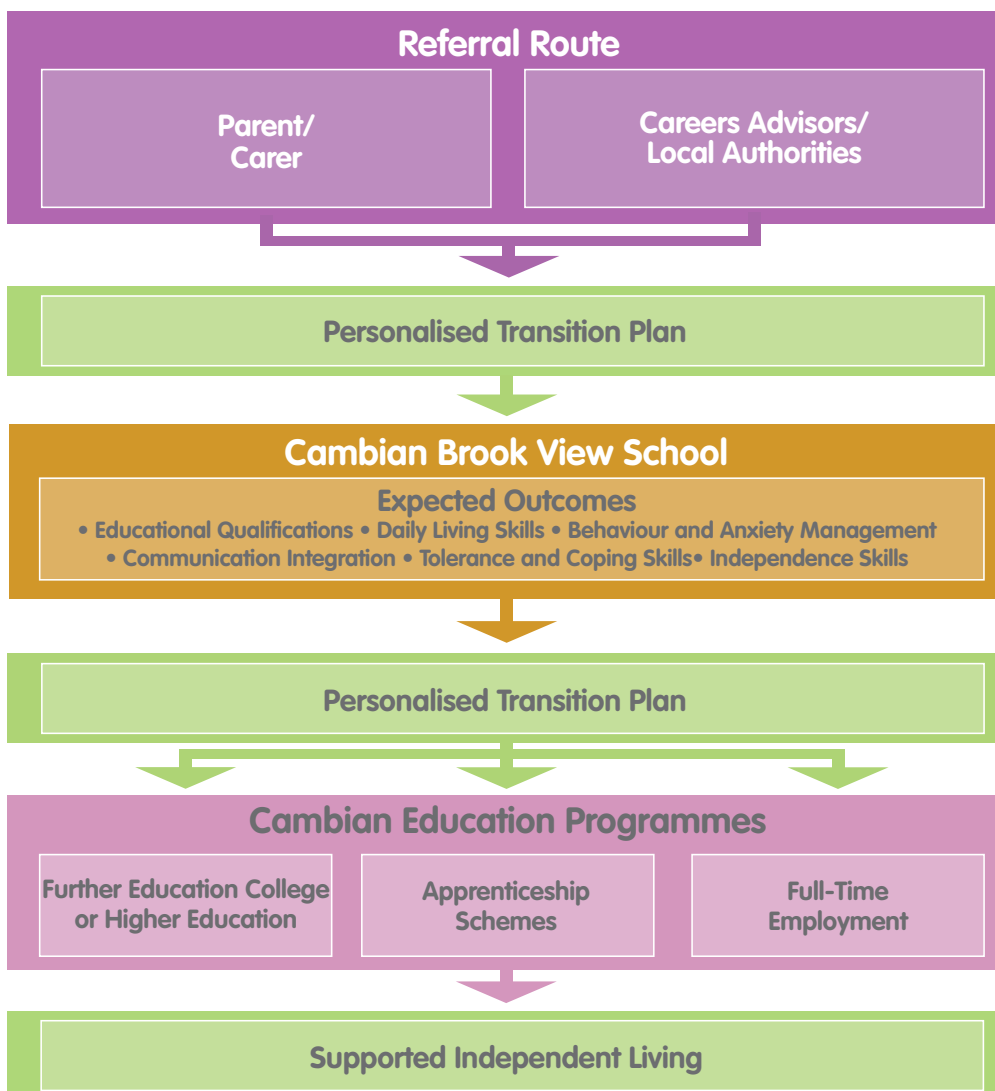 Referral Route
Parent/
Carer
Careers Advisors/
Local Authorities
Personalised Transition Plan
Cambian Brook View School
Expected Outcomes
• Educational Qualifications • Daily Living Skills • Behaviour and Anxiety Management
• Communication Integration • Tolerance and Coping Skills• Independence Skills
Personalised Transition Plan
Cambian Education Programmes
Further Education College
or Higher Education
Apprenticeship
Schemes
Full-Time
Employment
Supported Independent Living